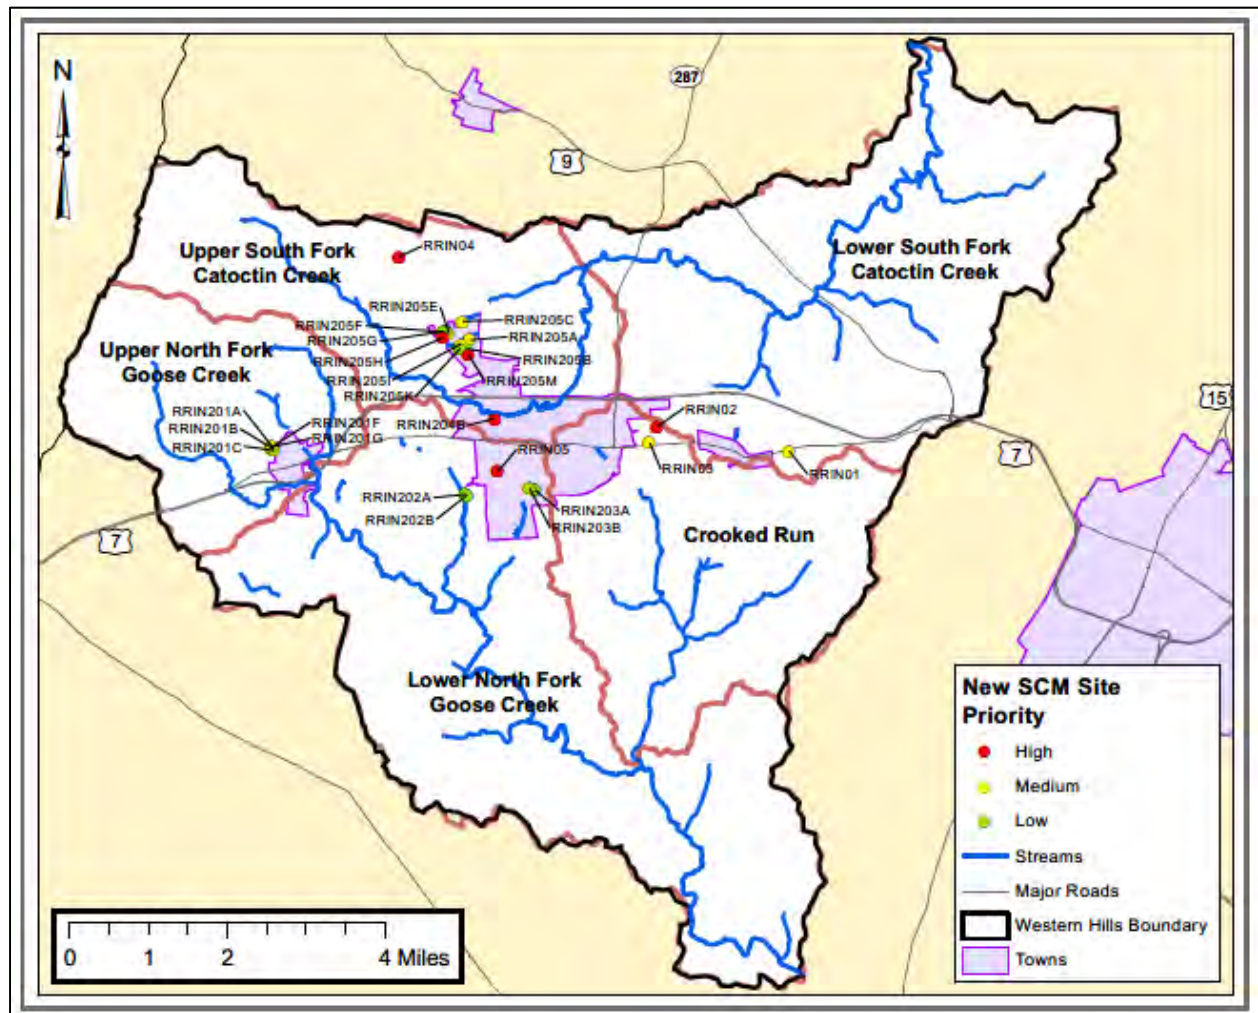 N
287
9
Upper South Fork
Catoctin Creek
RRIN04
Lower South Fork
Catoctin Creek
RRIN205E
RRIN205C
RRIN205F
RRIN205G
RRIN205A
RRIN205H
RRIN205B
RRIN205I
RRIN205M
RRIN205K
Upper North Fork
Goose Creek
RRIN201A
RRIN201F
RRIN201B
RRIN201G
RRIN201C
RRIN204B
RRIN02
RRIN05
RRIN03
RRIN01
15
7
RRIN202A
RRIN203A
RRIN202B
RRIN203B
7
Crooked Run
Lower North Fork
Goose Creek
New SCM Site
Priority
High
Medium
Low
Streams
Major Roads
Western Hills Boundary
Towns
0 1 2 4 Miles